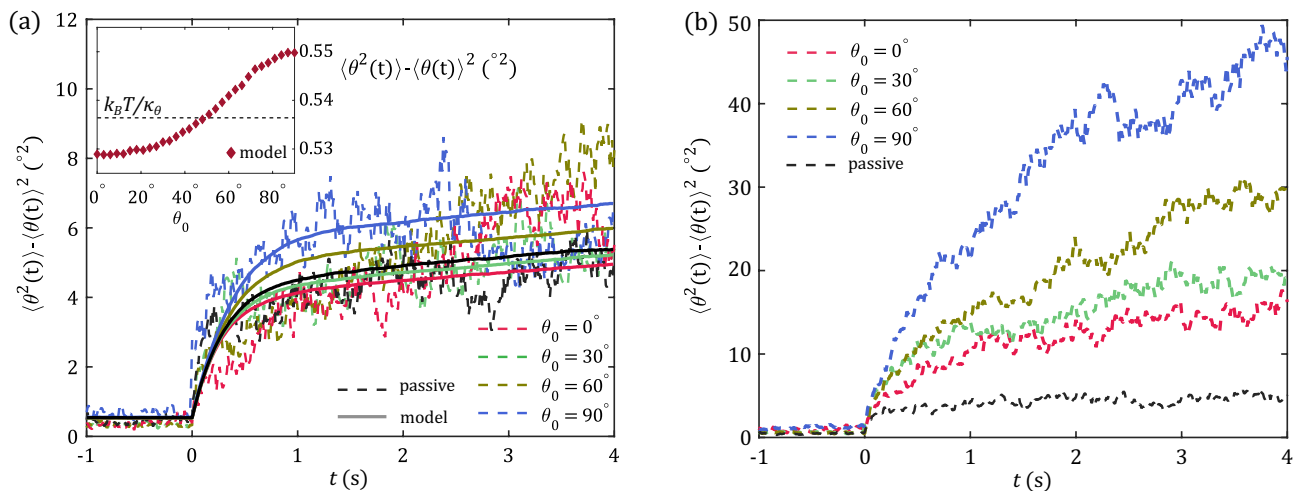 (a)
⟨θ²(t)⟩-⟨θ(t)⟩² (°²)
12
10
8
6
4
2
0
-1 0 1 2 3 4
t (s)
k_BT/κ_θ
model
0.55
0.54
0.53
0° 20° 40° 60° 80°
θ₀
⟨θ²(t)⟩-⟨θ(t)⟩² (°²)
passive
model
θ₀ = 0°
θ₀ = 30°
θ₀ = 60°
θ₀ = 90°
(b)
⟨θ²(t)⟩-⟨θ(t)⟩² (°²)
50
40
30
20
10
0
-1 0 1 2 3 4
t (s)
θ₀ = 0°
θ₀ = 30°
θ₀ = 60°
θ₀ = 90°
passive